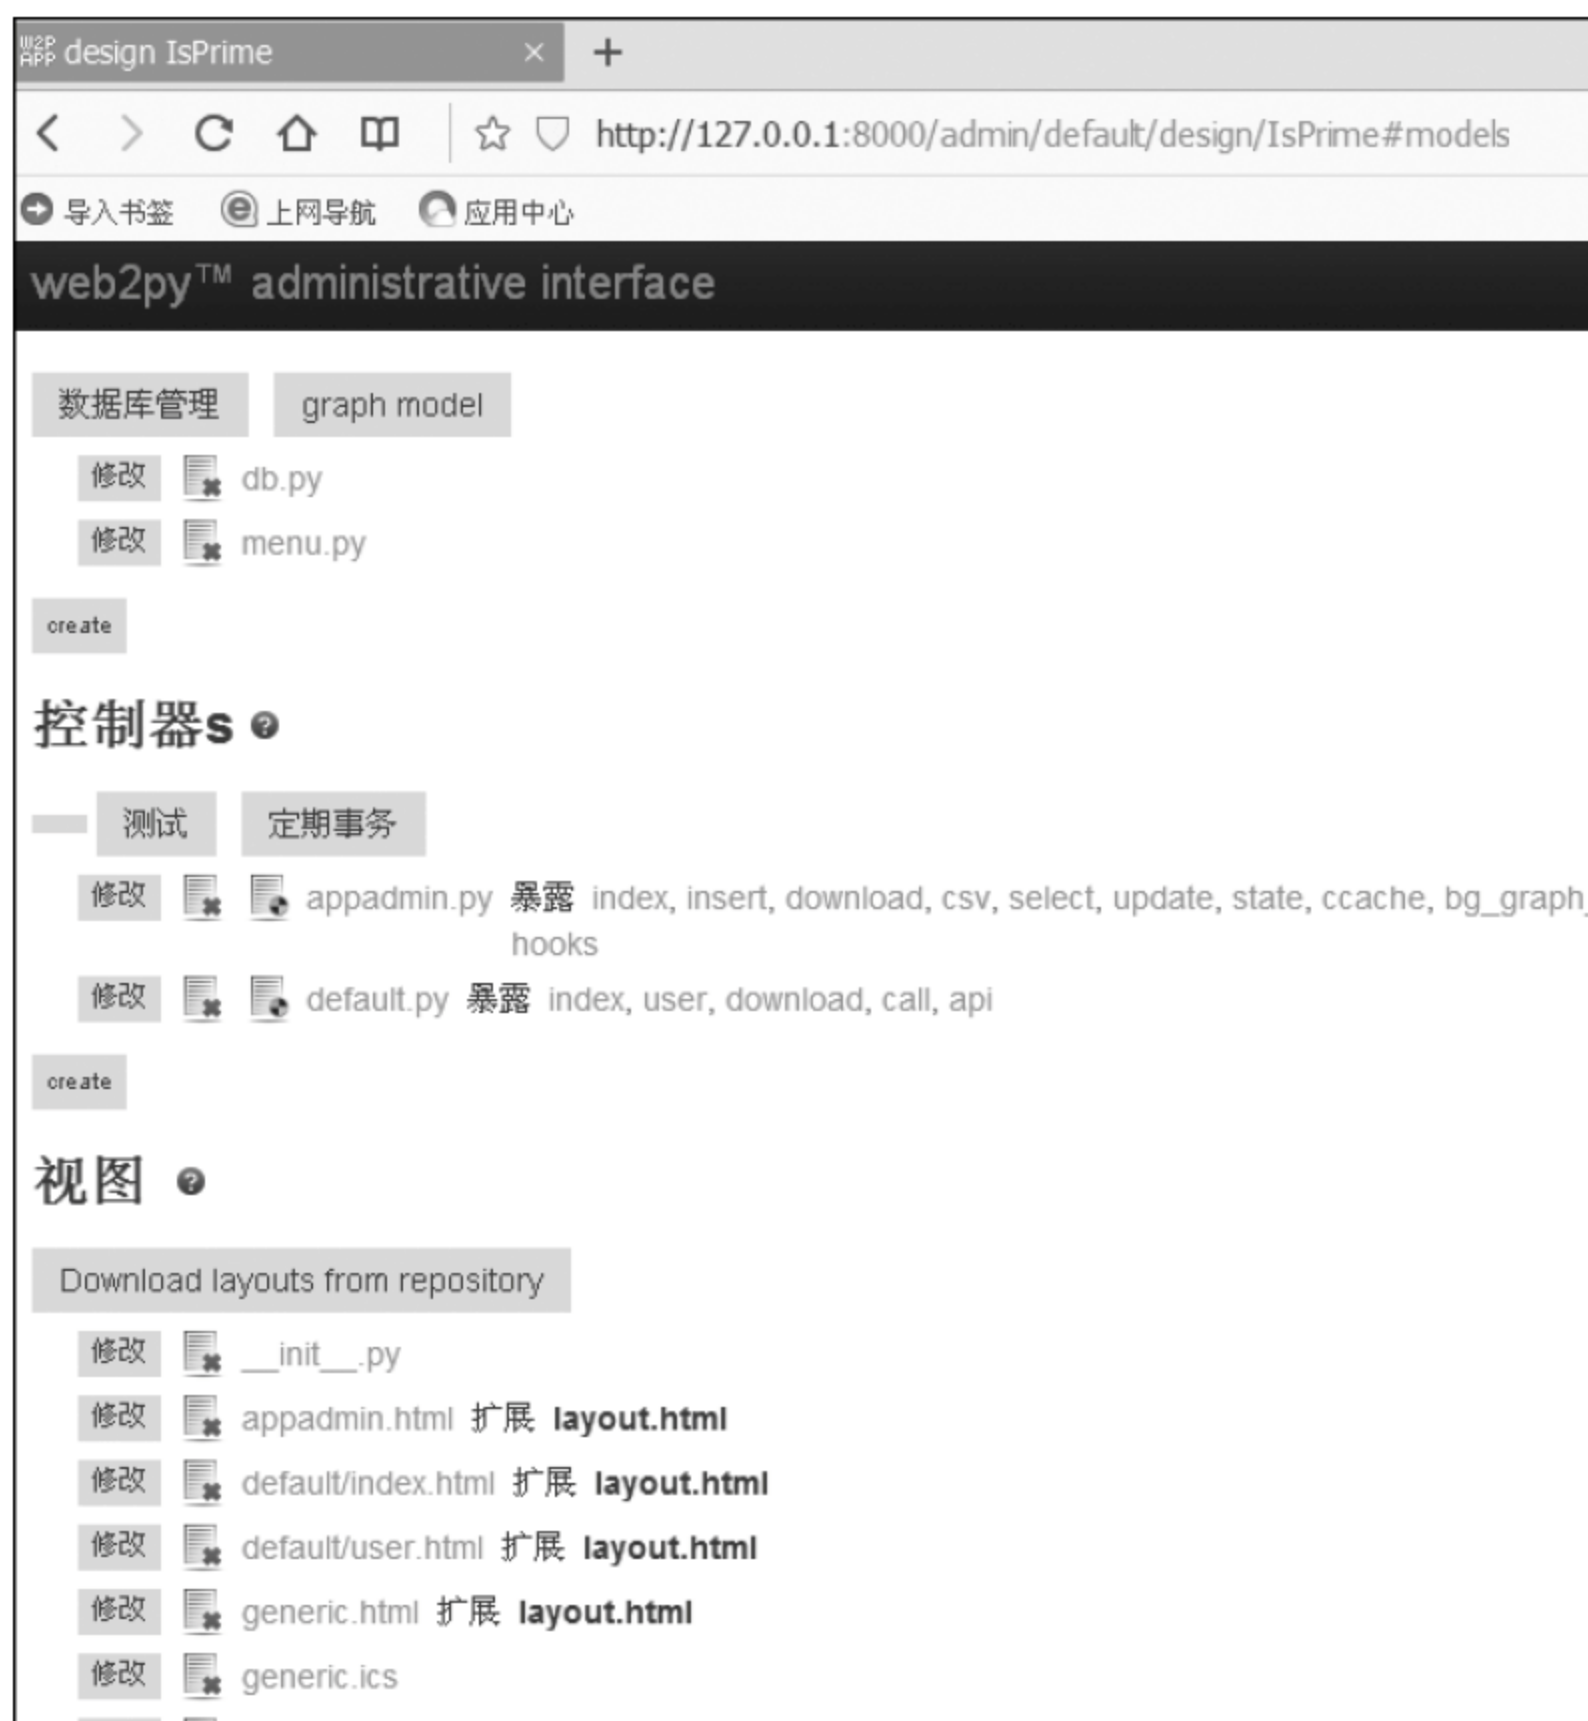 W2P APP design IsPrime × +
http://127.0.0.1:8000/admin/default/design/IsPrime#models
导入书签 上网导航 应用中心
web2py™ administrative interface
数据库管理 graph model
修改 db.py
修改 menu.py
create
控制器s ?
测试 定期事务
修改 appadmin.py 暴露 index, insert, download, csv, select, update, state, ccache, bg_graph_
hooks
修改 default.py 暴露 index, user, download, call, api
create
视图 ?
Download layouts from repository
修改 __init__.py
修改 appadmin.html 扩展 layout.html
修改 default/index.html 扩展 layout.html
修改 default/user.html 扩展 layout.html
修改 generic.html 扩展 layout.html
修改 generic.ics